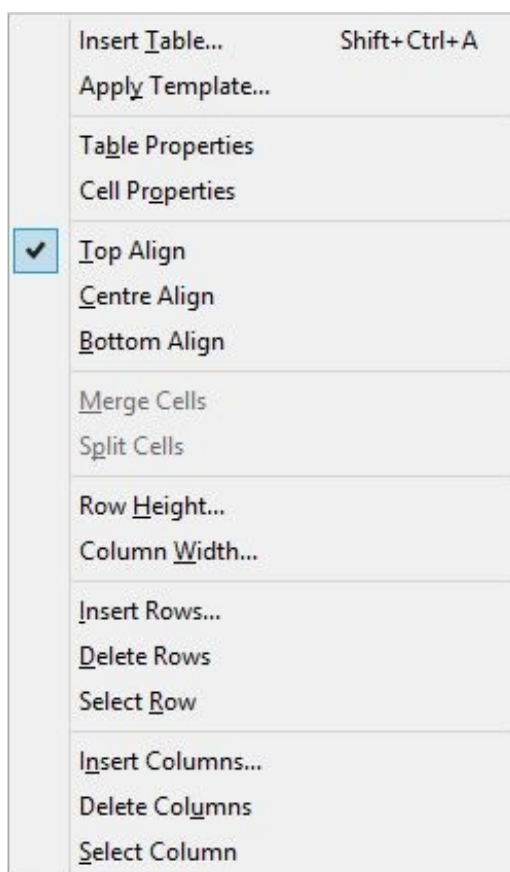 Insert Table... Shift+Ctrl+A
Apply Template...
Table Properties
Cell Properties
Top Align
Centre Align
Bottom Align
Merge Cells
Split Cells
Row Height...
Column Width...
Insert Rows...
Delete Rows
Select Row
Insert Columns...
Delete Columns
Select Column